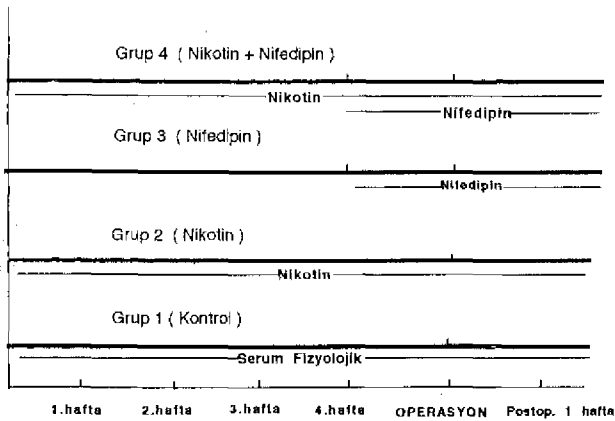 Grup 4 ( Nikotin + Nifedipin )
Nikotin
Nifedipin
Grup 3 ( Nifedipin )
Nifedipin
Grup 2 ( Nikotin )
Nikotin
Grup 1 ( Kontrol )
Serum Fizyolojik
1.hafta 2.hafta 3.hafta 4.hafta OPERASYON Postop. 1 hafta